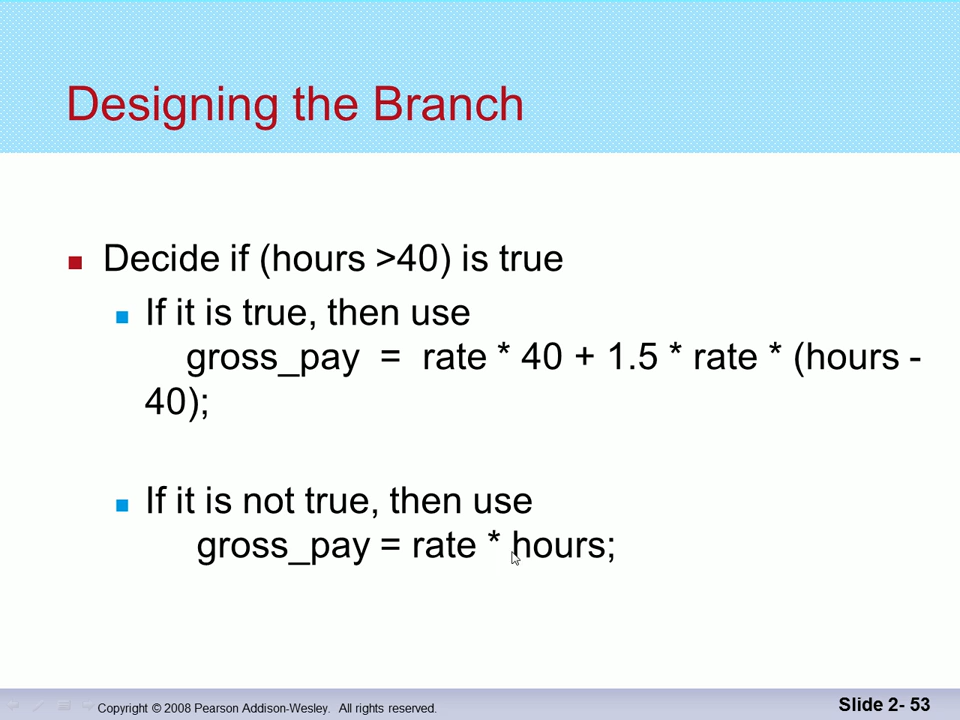 Designing the Branch
Decide if (hours >40) is true
If it is true, then use
gross_pay = rate * 40 + 1.5 * rate * (hours -
40);
If it is not true, then use
gross_pay = rate * hours;
Copyright © 2008 Pearson Addison-Wesley. All rights reserved.
Slide 2- 53